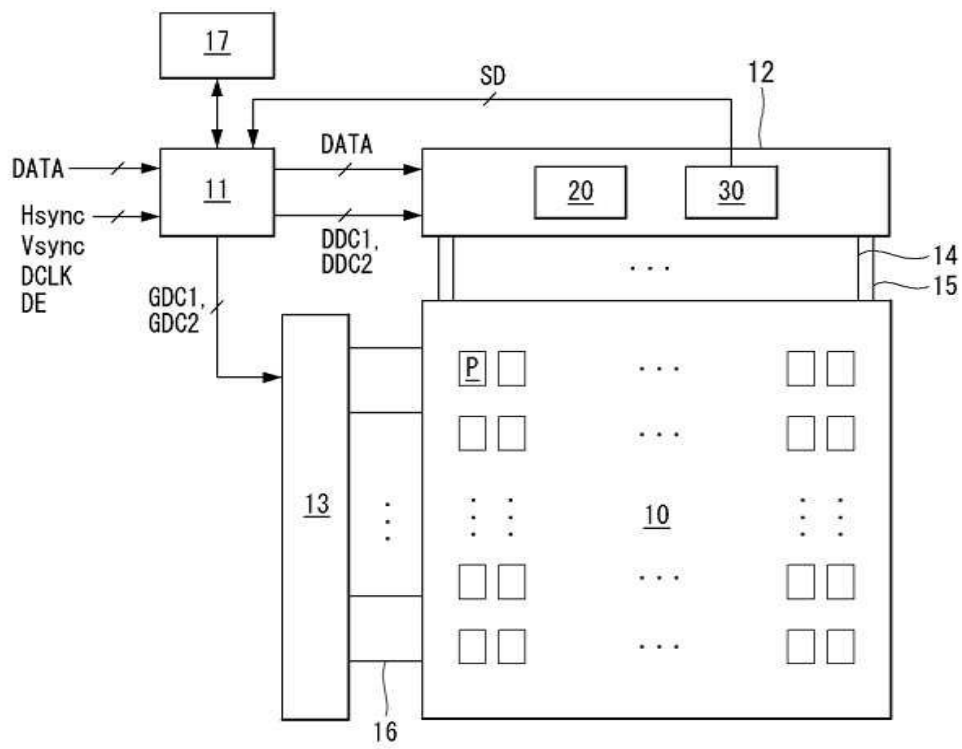 17
SD
12
DATA
DATA
11
20
30
Hsync
Vsync
DCLK
DE
DDC1,
DDC2
14
15
GDC1,
GDC2
P
13
10
16